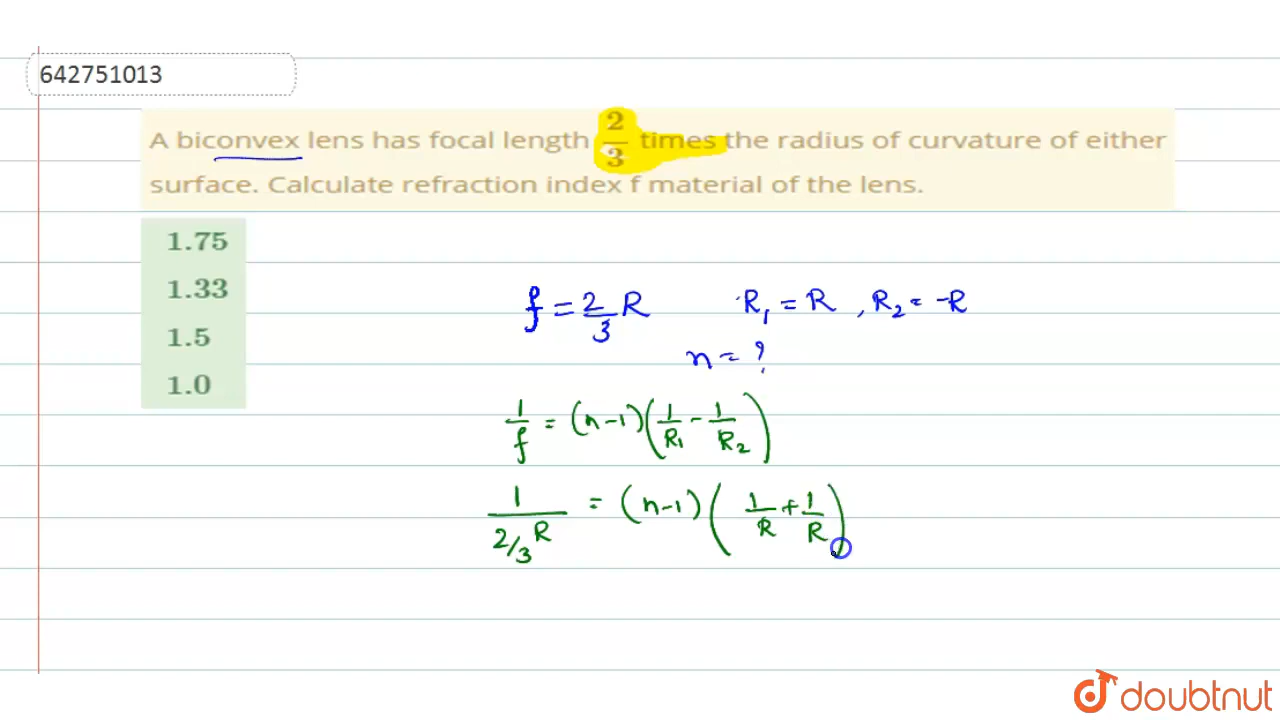 642751013
A biconvex lens has focal length 2/3 times the radius of curvature of either
surface. Calculate refraction index f material of the lens.
1.75
1.33
1.5
1.0
f = 2/3 R   R₁ = R , R₂ = -R
n = ?
1/f = (n-1)(1/R₁ - 1/R₂)
1/(2/3 R) = (n-1)(1/R + 1/R)
doubtnut